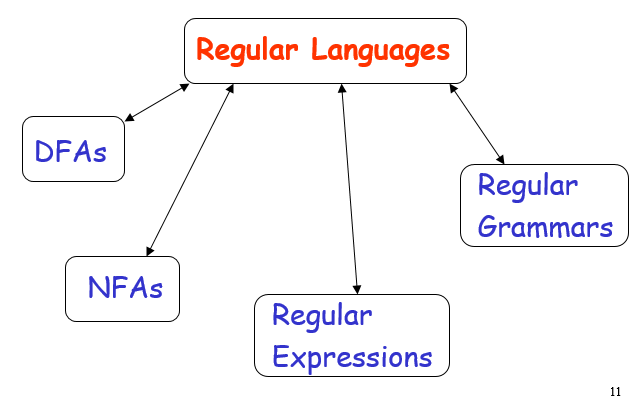 Regular Languages
DFAs
Regular
Grammars
NFAs
Regular
Expressions
11